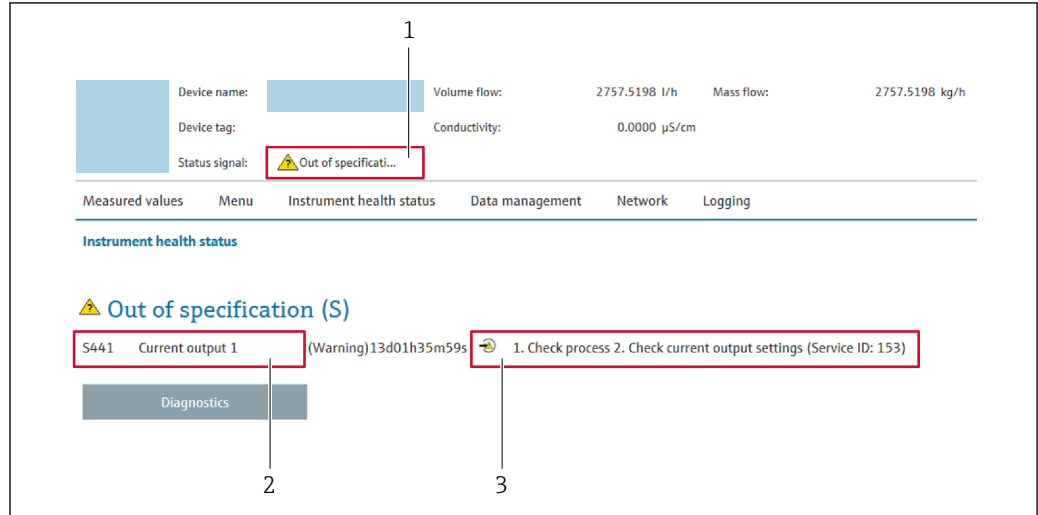 1
Device name: Volume flow: 2757.5198 l/h Mass flow: 2757.5198 kg/h
Device tag: Conductivity: 0.0000 µS/cm
Status signal: Out of specificati...
Measured values Menu Instrument health status Data management Network Logging
Instrument health status
Out of specification (S)
S441 Current output 1 (Warning)13d01h35m59s 1. Check process 2. Check current output settings (Service ID: 153)
Diagnostics
2 3